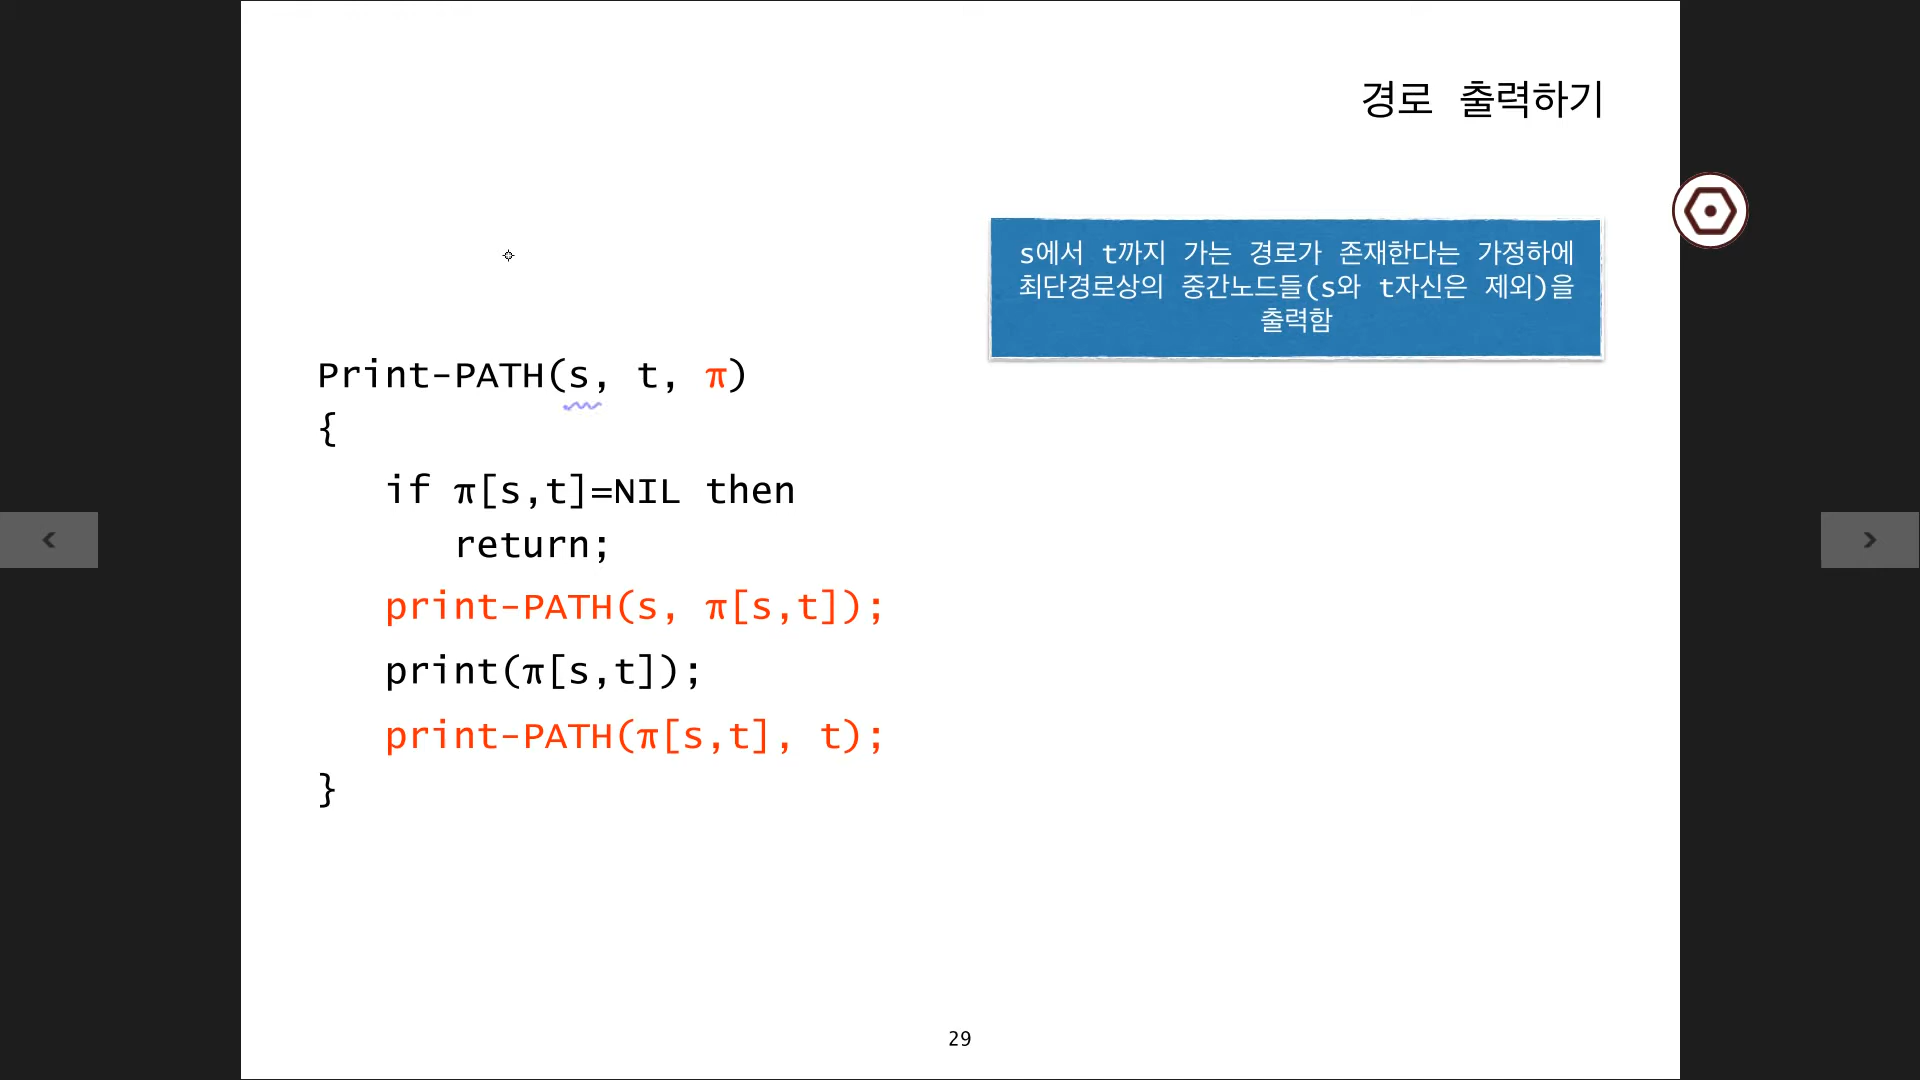 경로 출력하기
s에서 t까지 가는 경로가 존재한다는 가정하에
최단경로상의 중간노드들(s와 t자신은 제외)을
출력함
Print-PATH(s, t, π)
{
if π[s,t]=NIL then
return;
print-PATH(s, π[s,t]);
print(π[s,t]);
print-PATH(π[s,t], t);
}
29